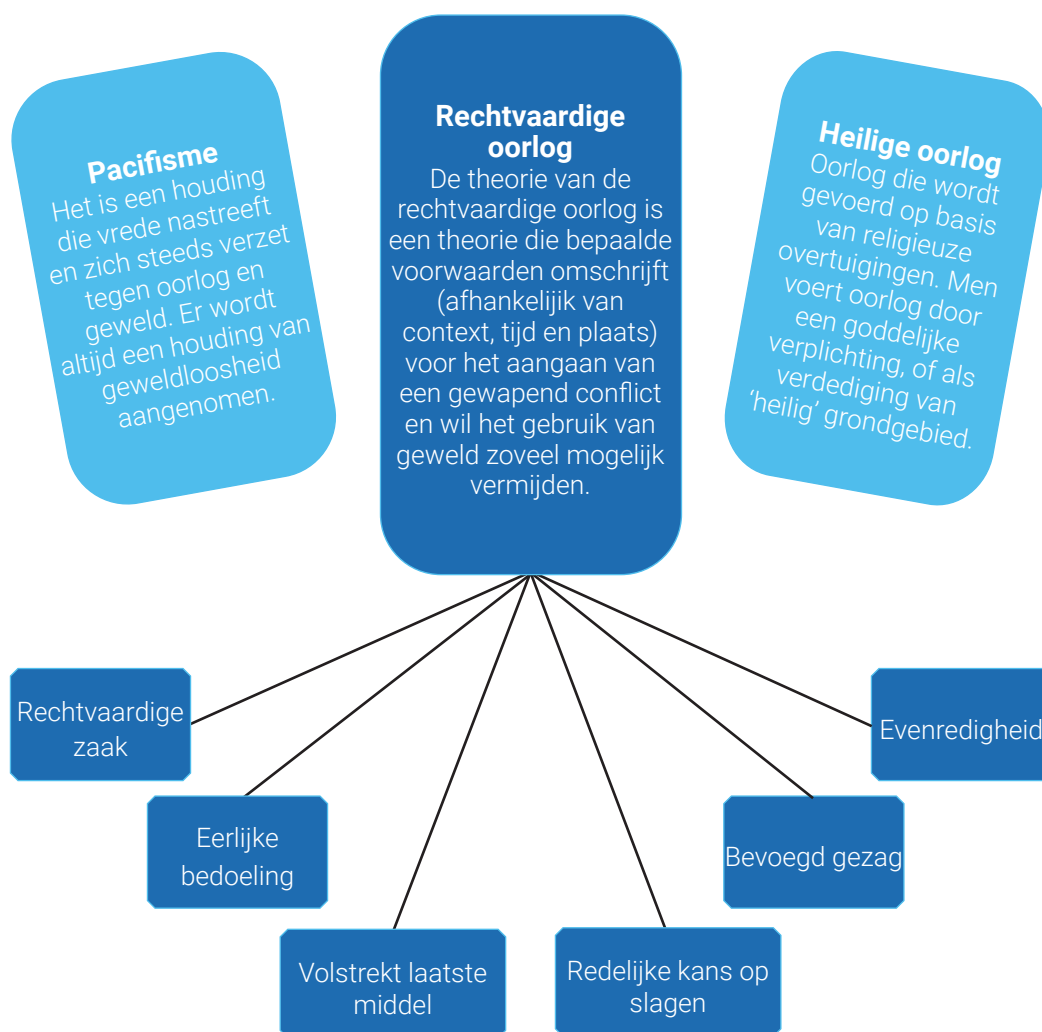 Pacifisme
Het is een houding
die vrede nastreeft
en zich steeds verzet
tegen oorlog en
geweld. Er wordt
altijd een houding van
geweldloosheid
aangenomen.
Rechtvaardige
oorlog
De theorie van de
rechtvaardige oorlog is
een theorie die bepaalde
voorwaarden omschrijft
(afhankelijk van
context, tijd en plaats)
voor het aangaan van
een gewapend conflict
en wil het gebruik van
geweld zoveel mogelijk
vermijden.
Heilige oorlog
Oorlog die wordt
gevoerd op basis
van religieuze
overtuigingen. Men
voert oorlog door
een goddelijke
verplichting, of als
verdediging van
‘heilig’ grondgebied.
Rechtvaardige
zaak
Eerlijke
bedoeling
Volstrekt laatste
middel
Redelijke kans op
slagen
Bevoegd gezag
Evenredigheid